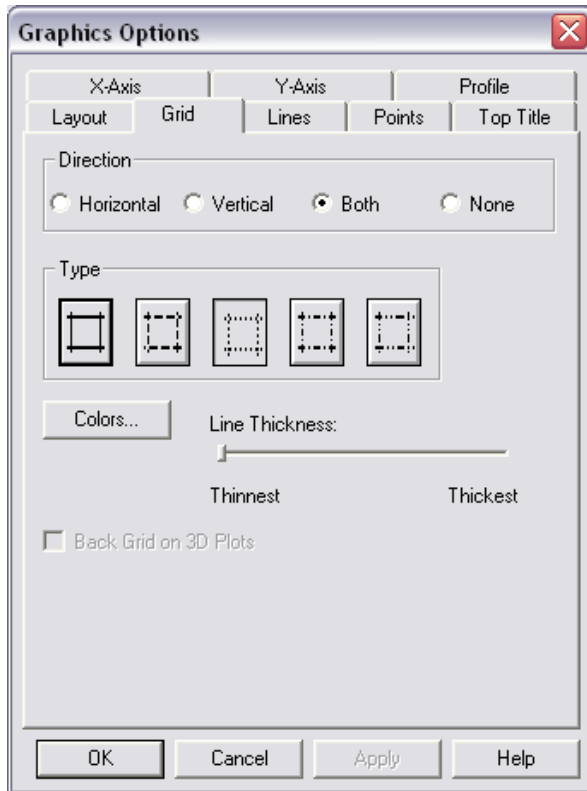 Graphics Options
X-Axis Y-Axis Profile
Layout Grid Lines Points Top Title
Direction
Horizontal Vertical Both None
Type
Colors... Line Thickness:
Thinnest Thickest
Back Grid on 3D Plots
OK Cancel Apply Help